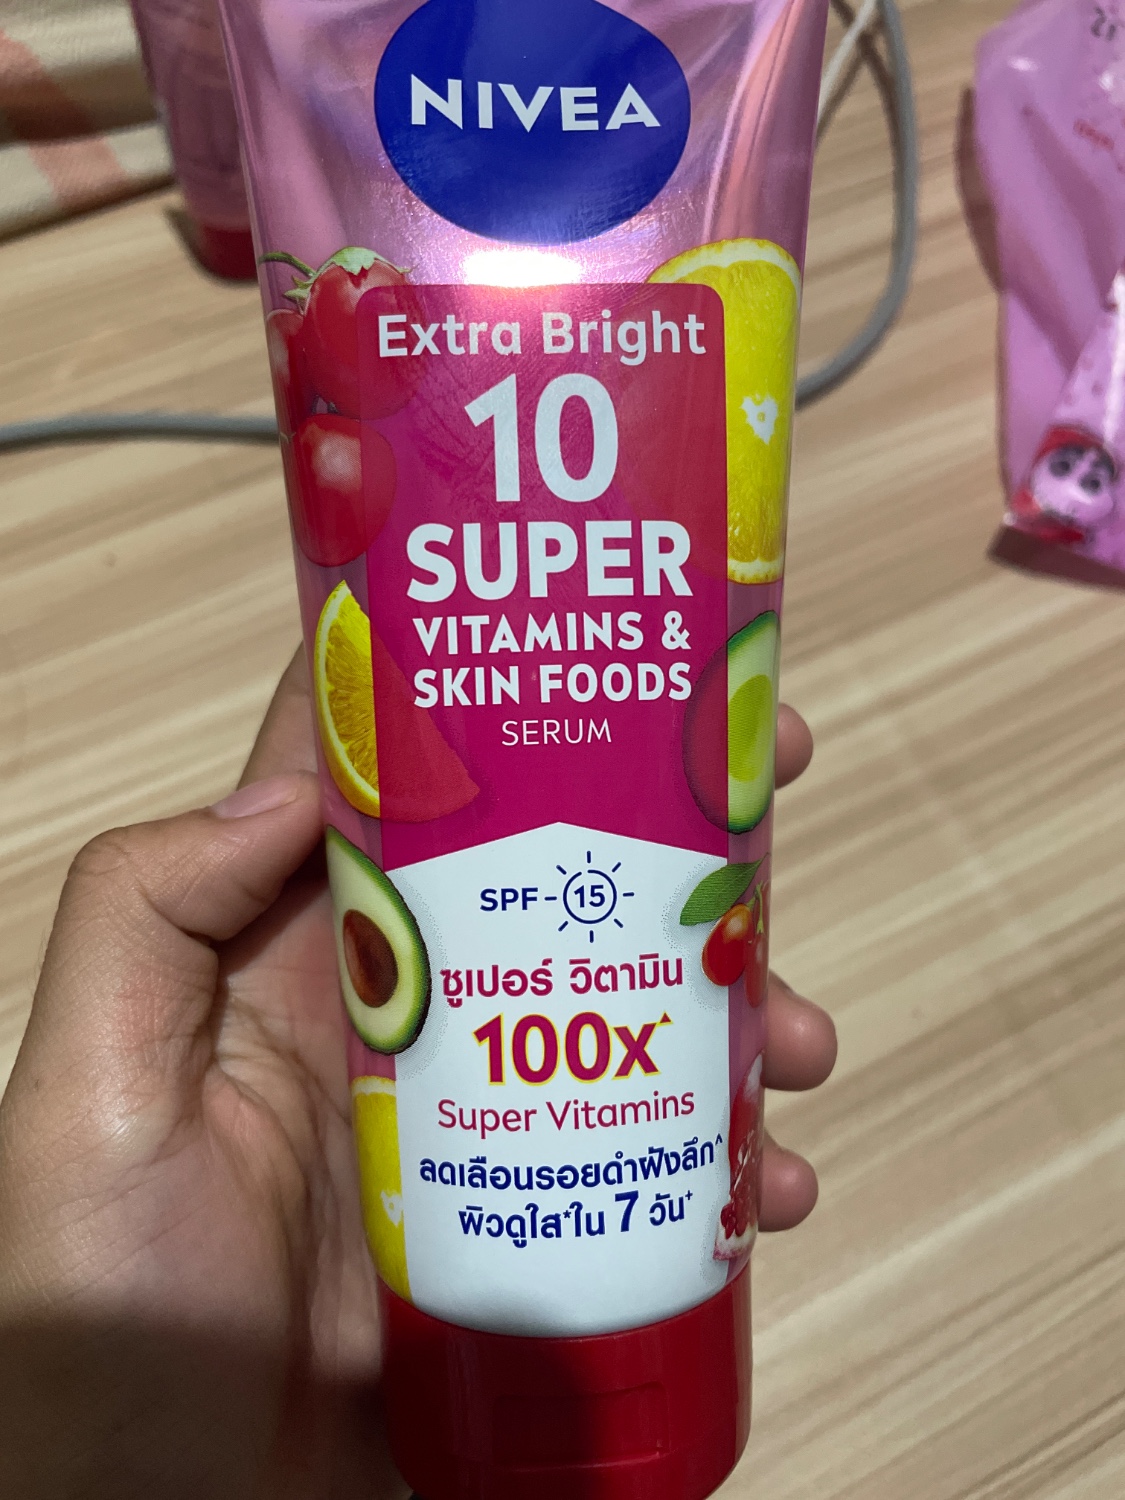 NIVEA
Extra Bright
10
SUPER
VITAMINS &
SKIN FOODS
SERUM
SPF-15-
ซูเปอร์ วิตามิน
100x▲
Super Vitamins
ลดเลือนรอยดำฝังลึก^
ผิวดูใส*ใน 7 วัน+